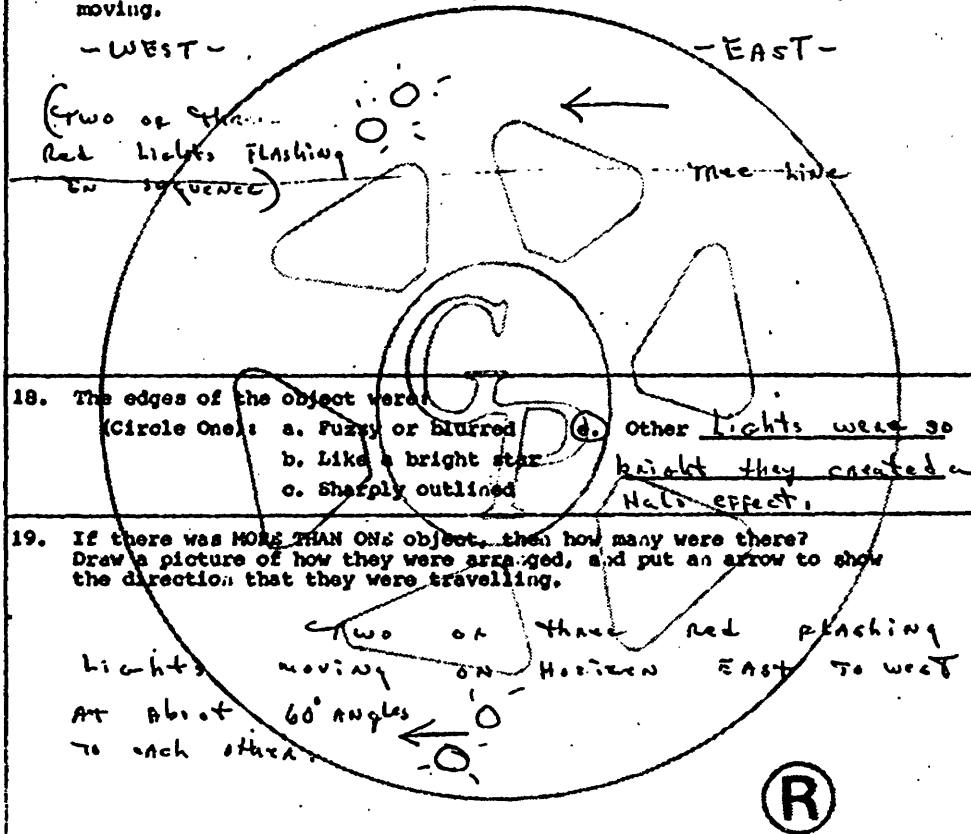 moving.
-WEST-
-EAST-
(Two or
Red Lights Flashing
in sequence)
Tree Line
18. The edges of the object were:
(Circle One): a. Fuzzy or blurred
d. Other Lights were so
b. Like a bright star
bright they created a
c. Sharply outlined
Halo effect.
19. If there was MORE THAN ONE object, then how many were there?
Draw a picture of how they were arranged, and put an arrow to show
the direction that they were travelling.
Two or three red flashing
Lights moving on Horizen East to west
At About 60° Angles
to each other.
GP
R